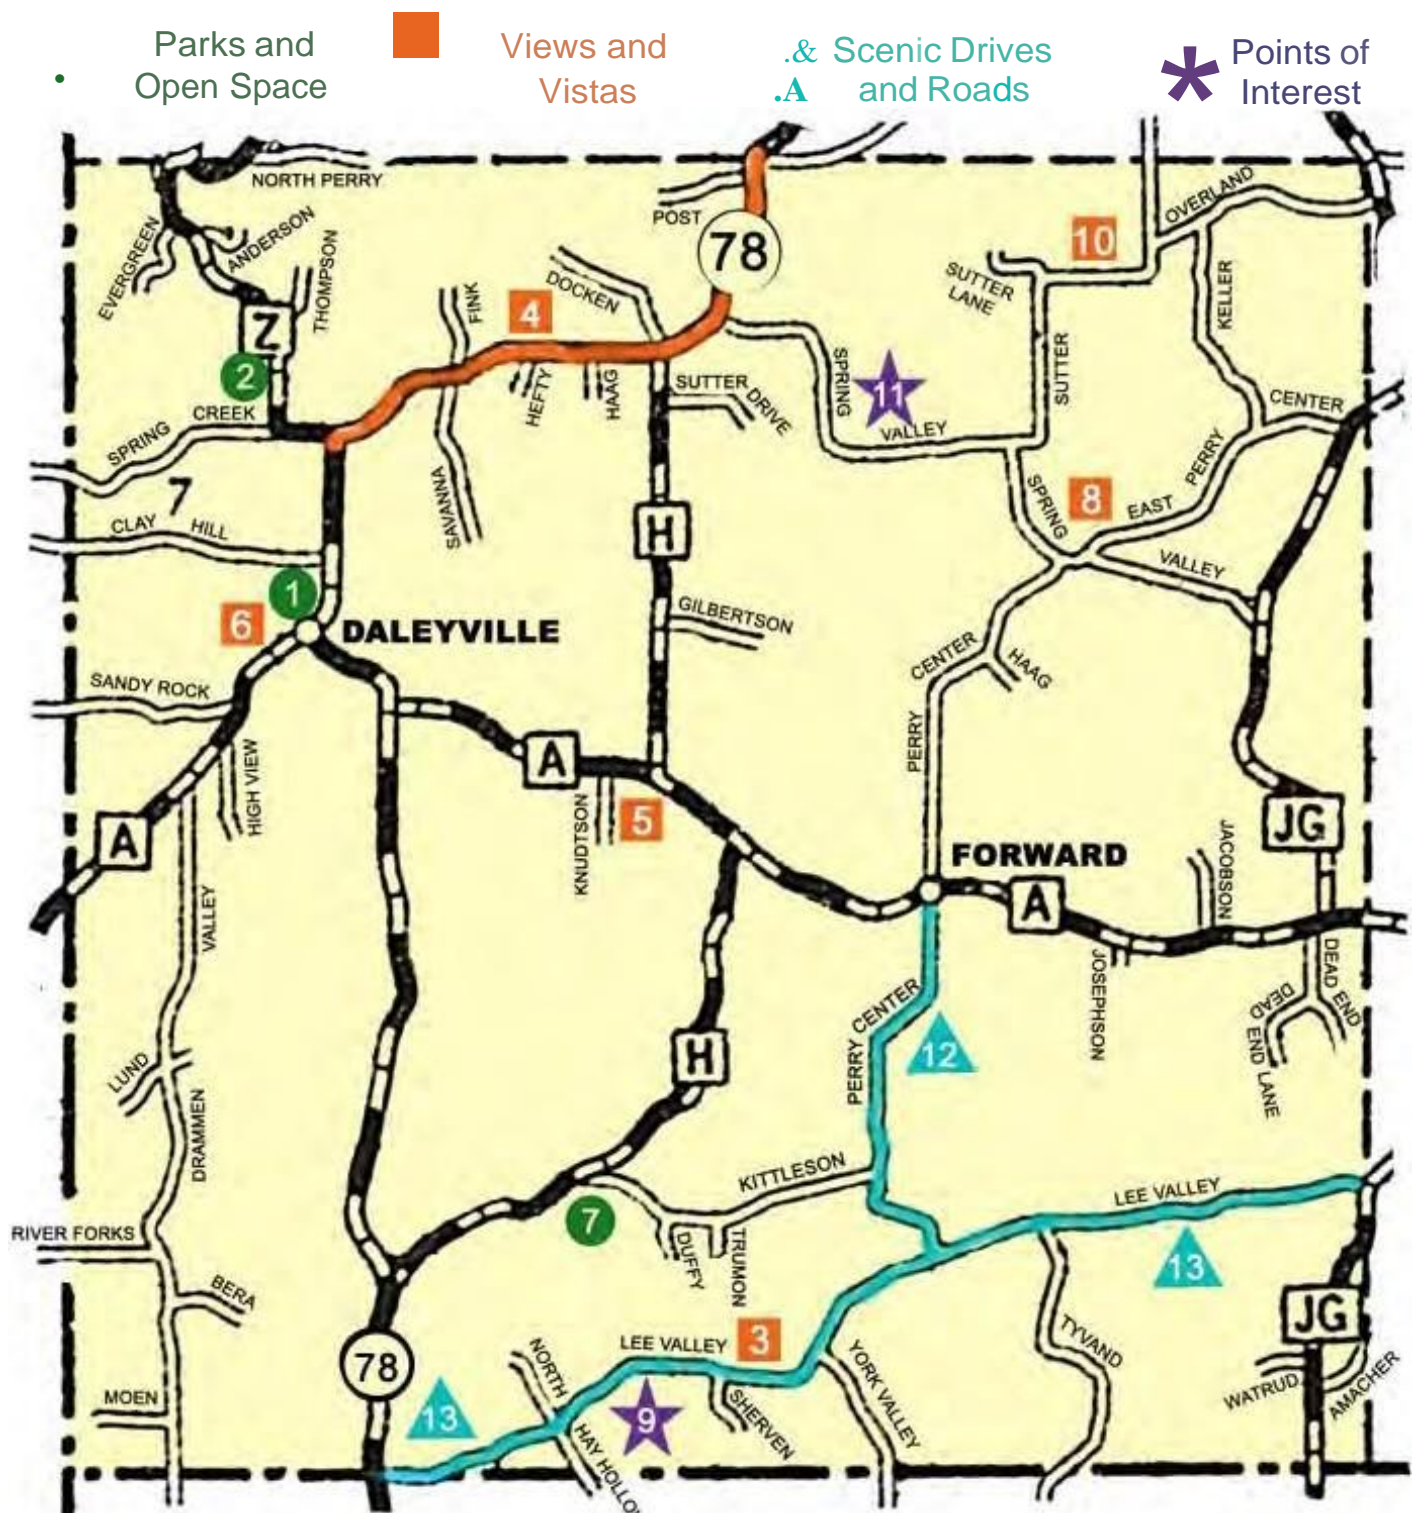 Parks and
Open Space
Views and
Vistas
.& Scenic Drives
.A and Roads
Points of
Interest
NORTH PERRY
EVERGREEN
ANDERSON
THOMPSON
Z
2
POST
78
OVERLAND
10
SUTTER
LANE
KELLER
FINK
DOCKEN
4
HEFTY
HAAG
SUTTER
DRIVE
SPRING
11
VALLEY
SUTTER
CENTER
CREEK
SPRING
7
CLAY HILL
SAVANNA
H
SPRING
8
EAST
PERRY
VALLEY
1
6
DALEYVILLE
GILBERTSON
CENTER
HAAG
PERRY
SANDY ROCK
HIGH VIEW
A
A
KNUDTSON
5
JG
FORWARD
A
JACOBSON
JOSEPHSON
DEAD END
DEAD
END LANE
VALLEY
LUND
DRAMMEN
PERRY CENTER
12
H
KITTLESON
7
DUFFY
TRUMON
LEE VALLEY
13
RIVER FORKS
BERA
JG
78
NORTH
LEE VALLEY
3
YORK VALLEY
TYVAND
WATRUD
AMACHER
MOEN
13
9
SHERVEN
HAY HOLLOW